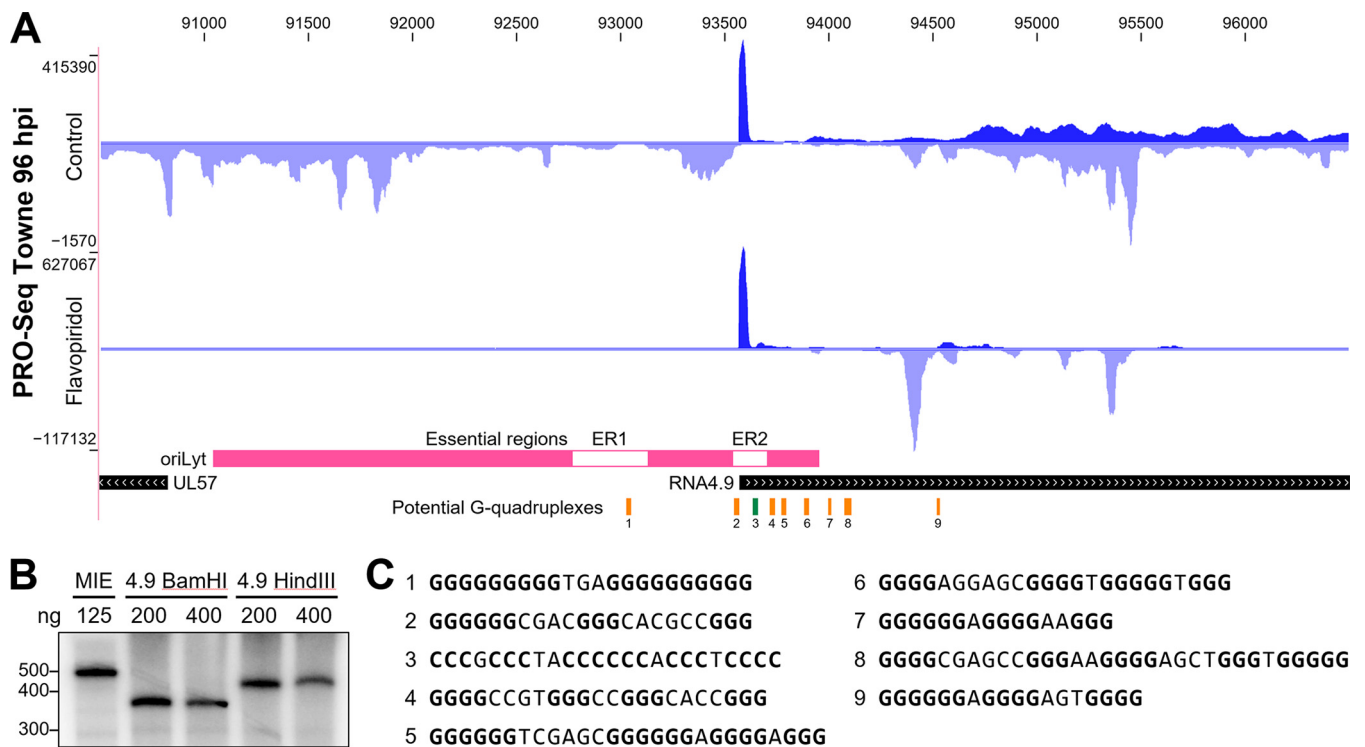 A
91000 91500 92000 92500 93000 93500 94000 94500 95000 95500 96000
PRO-Seq Towne 96 hpi
Control
415390
−1570
Flavopiridol
627067
−117132
Essential regions ER1 ER2
oriLyt
UL57 RNA4.9
Potential G-quadruplexes
1 2 3 4 5 6 7 8 9
B
MIE 4.9 BamHI 4.9 HindIII
ng 125 200 400 200 400
500
400
300
C
1 GGGGGGGGGTGAGGGGGGGGGG
2 GGGGGGCGACGGGCACGCCGGG
3 CCCGCCCTACCCCCCACCCTCCCC
4 GGGGCCGTGGGCCGGGCACCGGG
5 GGGGGGTCGAGCGGGGGGAGGGGAGGG
6 GGGGAGGAGCGGGGTGGGGGTGGG
7 GGGGGGAGGGGAAGGG
8 GGGGCGAGCCGGGAAGGGGAGCTGGGTGGGGG
9 GGGGGGAGGGGAGTGGGG